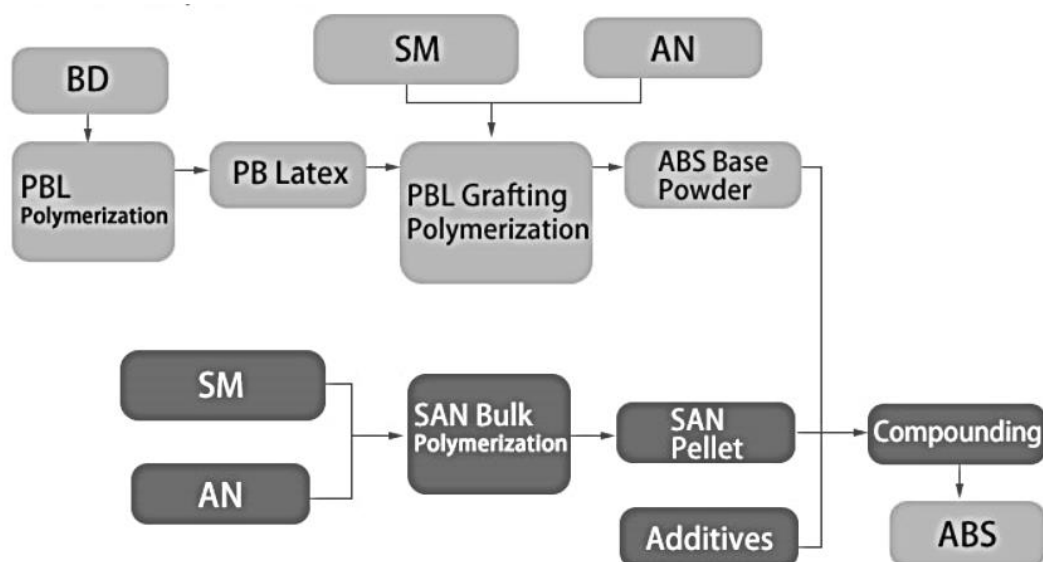 SM
AN
BD
PBL
Polymerization
PB Latex
PBL Grafting
Polymerization
ABS Base
Powder
SM
AN
SAN Bulk
Polymerization
SAN
Pellet
Compounding
Additives
ABS